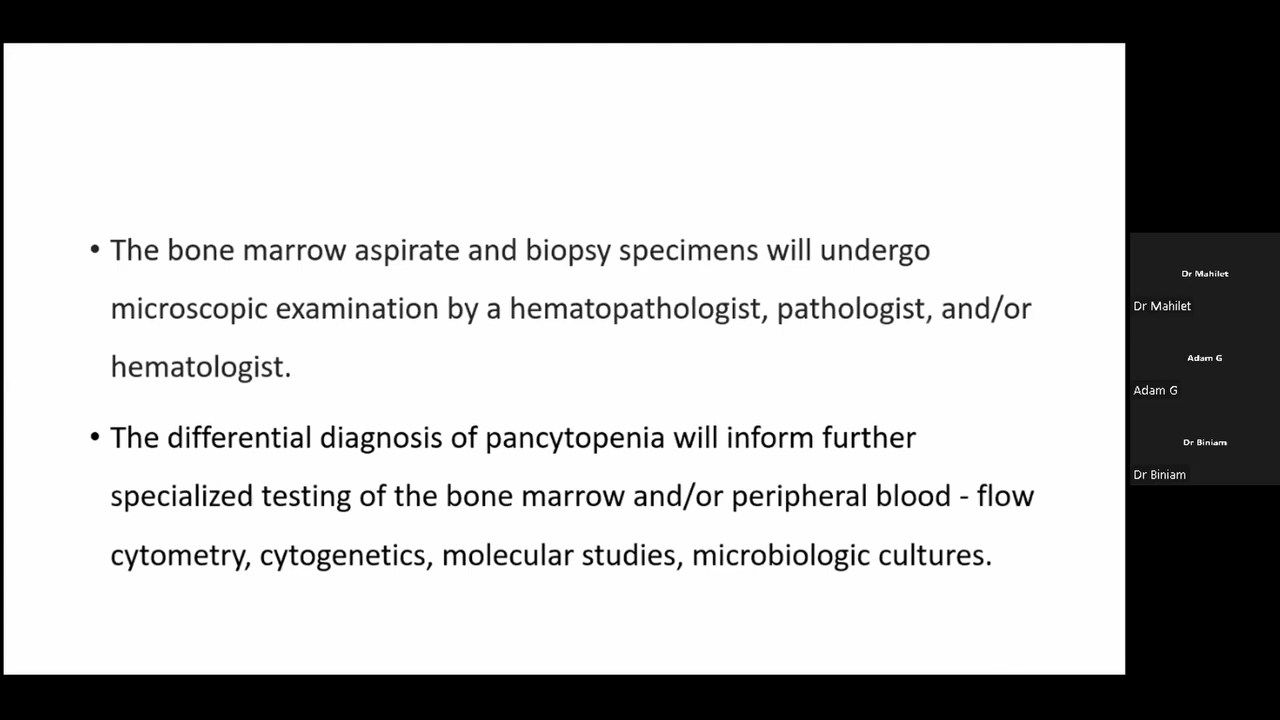 • The bone marrow aspirate and biopsy specimens will undergo
microscopic examination by a hematopathologist, pathologist, and/or
hematologist.
• The differential diagnosis of pancytopenia will inform further
specialized testing of the bone marrow and/or peripheral blood - flow
cytometry, cytogenetics, molecular studies, microbiologic cultures.
Dr Mahilet
Dr Mahilet
Adam G
Adam G
Dr Biniam
Dr Biniam